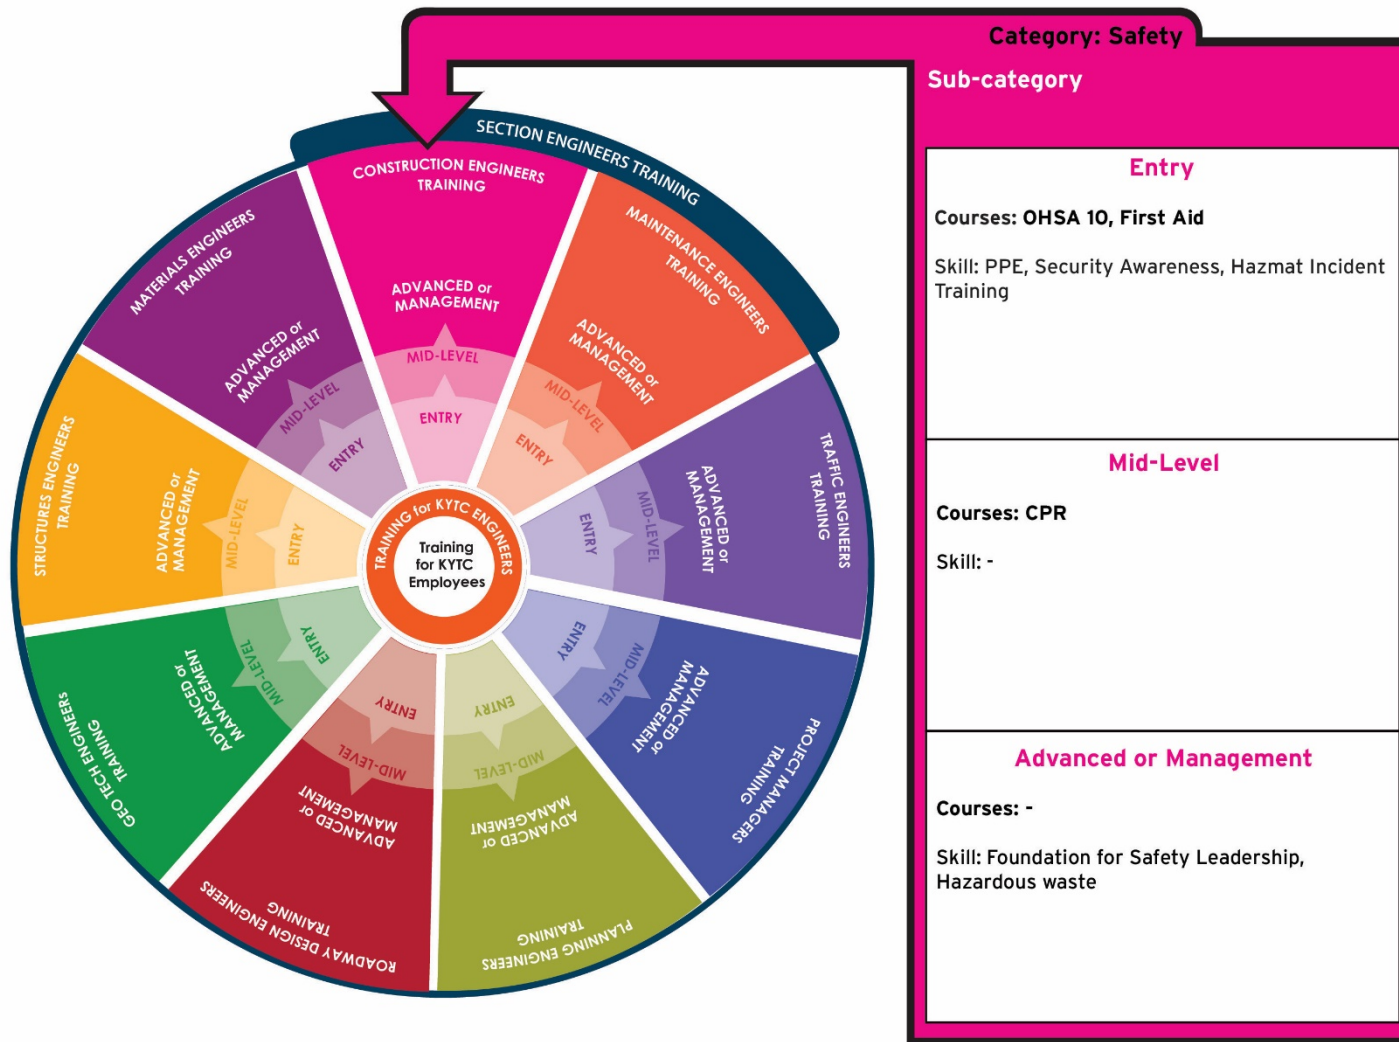 Category: Safety
Sub-category
Entry
Courses: OHSA 10, First Aid
Skill: PPE, Security Awareness, Hazmat Incident
Training
Mid-Level
Courses: CPR
Skill: -
Advanced or Management
Courses: -
Skill: Foundation for Safety Leadership,
Hazardous waste
SECTION ENGINEERS TRAINING
CONSTRUCTION ENGINEERS
TRAINING
ADVANCED or
MANAGEMENT
MID-LEVEL
ENTRY
MAINTENANCE ENGINEERS
TRAINING
ADVANCED or
MANAGEMENT
MID-LEVEL
ENTRY
TRAFFIC ENGINEERS
TRAINING
ADVANCED or
MANAGEMENT
MID-LEVEL
ENTRY
PROJECT MANAGERS
TRAINING
ADVANCED or
MANAGEMENT
MID-LEVEL
ENTRY
PLANNING ENGINEERS
TRAINING
ADVANCED or
MANAGEMENT
MID-LEVEL
ENTRY
ROADWAY DESIGN ENGINEERS
TRAINING
ADVANCED or
MANAGEMENT
MID-LEVEL
ENTRY
GEO TECH ENGINEERS
TRAINING
ADVANCED or
MANAGEMENT
MID-LEVEL
ENTRY
STRUCTURES ENGINEERS
TRAINING
ADVANCED or
MANAGEMENT
MID-LEVEL
ENTRY
MATERIALS ENGINEERS
TRAINING
ADVANCED or
MANAGEMENT
MID-LEVEL
ENTRY
TRAINING for KYTC ENGINEERS
Training
for KYTC
Employees